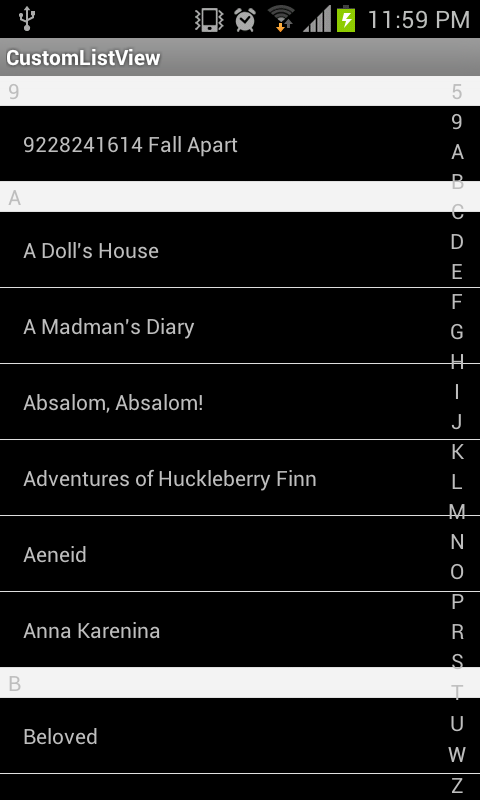 11:59 PM
CustomListView
9
9228241614 Fall Apart
A
A Doll's House
A Madman's Diary
Absalom, Absalom!
Adventures of Huckleberry Finn
Aeneid
Anna Karenina
B
Beloved
5
9
A
B
C
D
E
F
G
H
I
J
K
L
M
N
O
P
R
S
T
U
W
Z